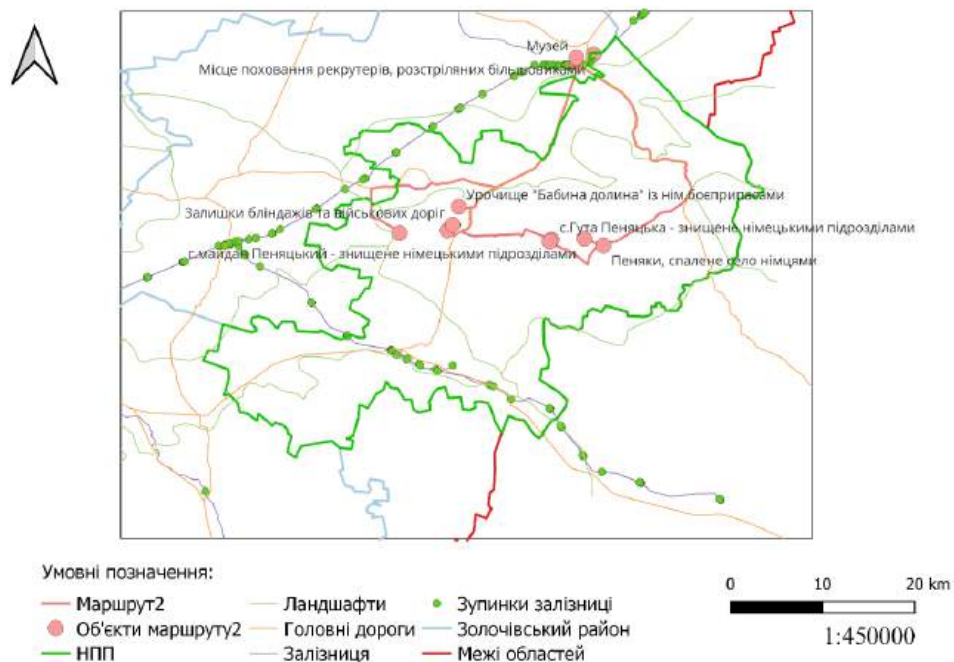 Музей
Місце поховання рекрутерів, розстріляних більшовиками
Урочище "Бабина долина" із нім боєприпасами
Залишки бліндажів та військових доріг
с.Гута Пеняцька - знищене німецькими підрозділами
с.майдан Пеняцький - знищене німецькими підрозділами
Пеняки, спалене село німцями
Умовні позначення:
Маршрут2
Ландшафти
Зупинки залізниці
Об'єкти маршруту2
Головні дороги
Золочівський район
НПП
Залізниця
Межі областей
0 10 20 km
1:450000